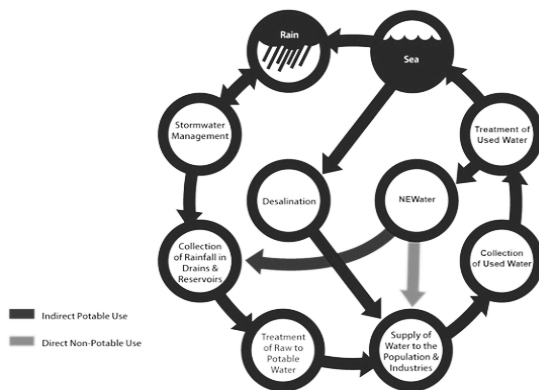 Rain
Sea
Stormwater
Management
Treatment of
Used Water
Desalination
NEWater
Collection
of Rainfall in
Drains &
Reservoirs
Collection
of Used Water
Indirect Potable Use
Direct Non-Potable Use
Treatment
of Raw to
Potable
Water
Supply of
Water to the
Population &
Industries